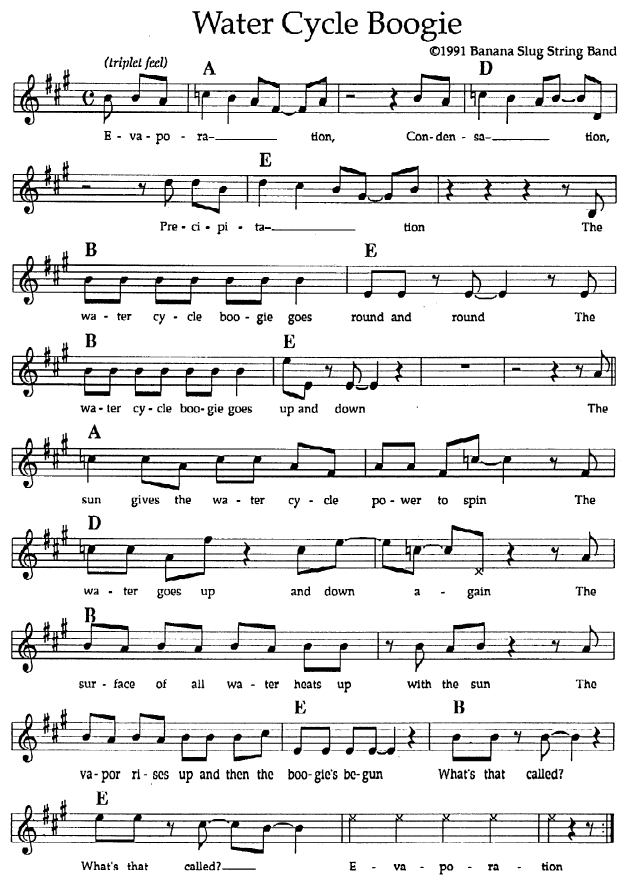 Water Cycle Boogie
©1991 Banana Slug String Band
(triplet feel) A D
E - va - po - ra- tion, Con - den - sa - tion,
E
Pre - ci - pi - ta- tion The
B E
wa - ter cy - cle boo - gie goes round and round The
B E
wa - ter cy - cle boo - gie goes up and down The
A
sun gives the wa - ter cy - cle po - wer to spin The
D
wa - ter goes up and down a - gain The
B
sur - face of all wa - ter heats up with the sun The
E B
va - por ri - ses up and then the boo - gie's be - gun What's that called?
E
What's that called? E - va - po - ra - tion